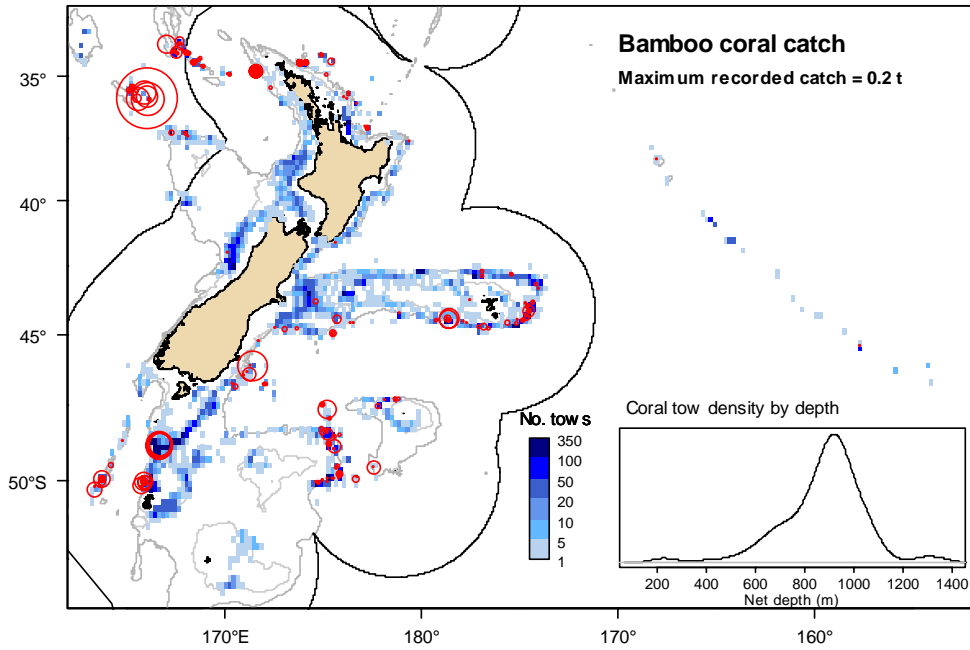 Bamboo coral catch
Maximum recorded catch = 0.2 t
35°
40°
45°
50°S
No. tows
350
100
50
20
10
5
1
Coral tow density by depth
200 400 600 800 1000 1200 1400
Net depth (m)
170°E 180° 170° 160°